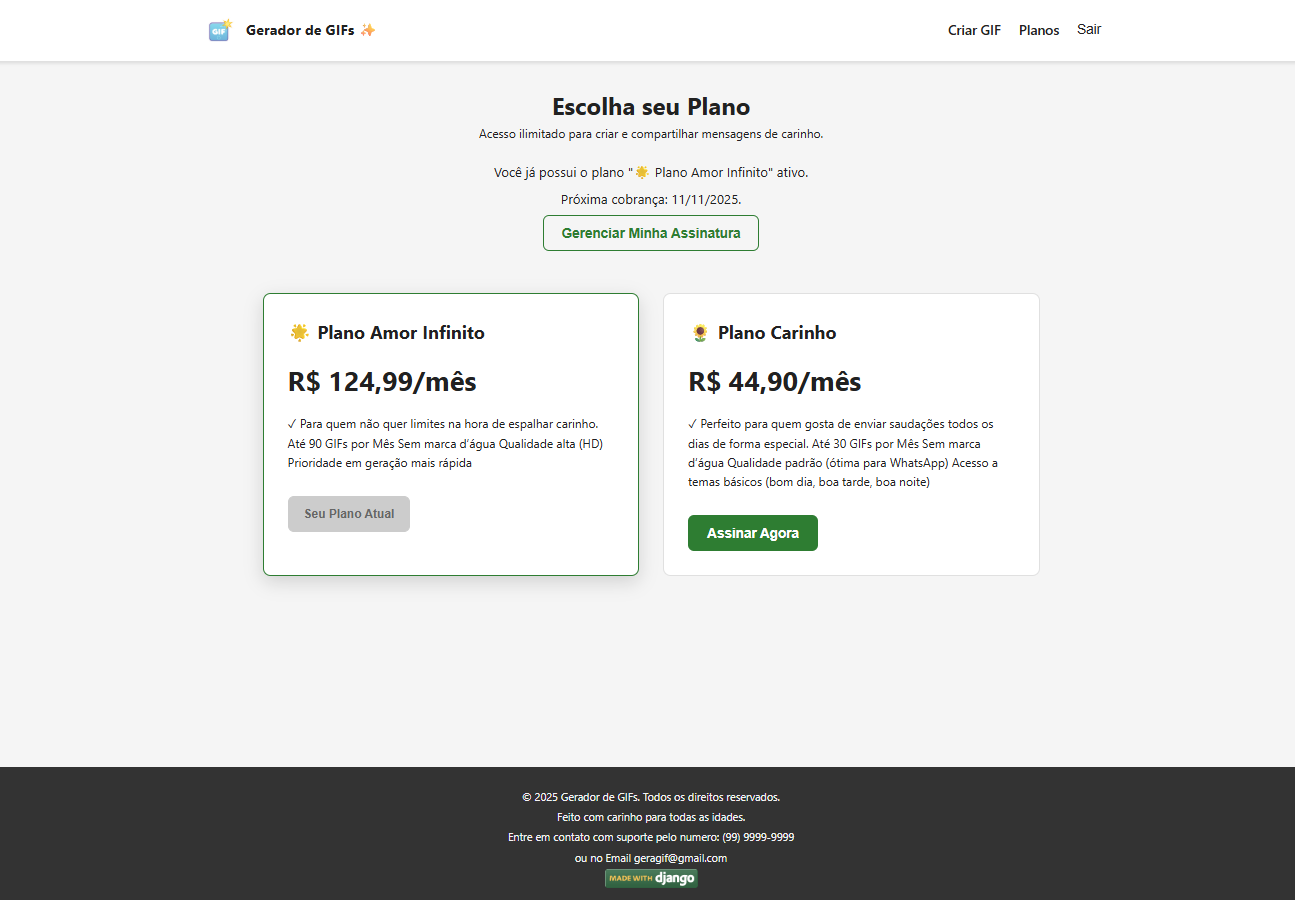 GIF Gerador de GIFs ✨ Criar GIF Planos Sair
Escolha seu Plano
Acesso ilimitado para criar e compartilhar mensagens de carinho.
Você já possui o plano "🌟 Plano Amor Infinito" ativo.
Próxima cobrança: 11/11/2025.
Gerenciar Minha Assinatura
🌟 Plano Amor Infinito
R$ 124,99/mês
✓ Para quem não quer limites na hora de espalhar carinho.
Até 90 GIFs por Mês Sem marca d’água Qualidade alta (HD)
Prioridade em geração mais rápida
Seu Plano Atual
🌻 Plano Carinho
R$ 44,90/mês
✓ Perfeito para quem gosta de enviar saudações todos os
dias de forma especial. Até 30 GIFs por Mês Sem marca
d’água Qualidade padrão (ótima para WhatsApp) Acesso a
temas básicos (bom dia, boa tarde, boa noite)
Assinar Agora
© 2025 Gerador de GIFs. Todos os direitos reservados.
Feito com carinho para todas as idades.
Entre em contato com suporte pelo numero: (99) 9999-9999
ou no Email geragif@gmail.com
MADE WITH django